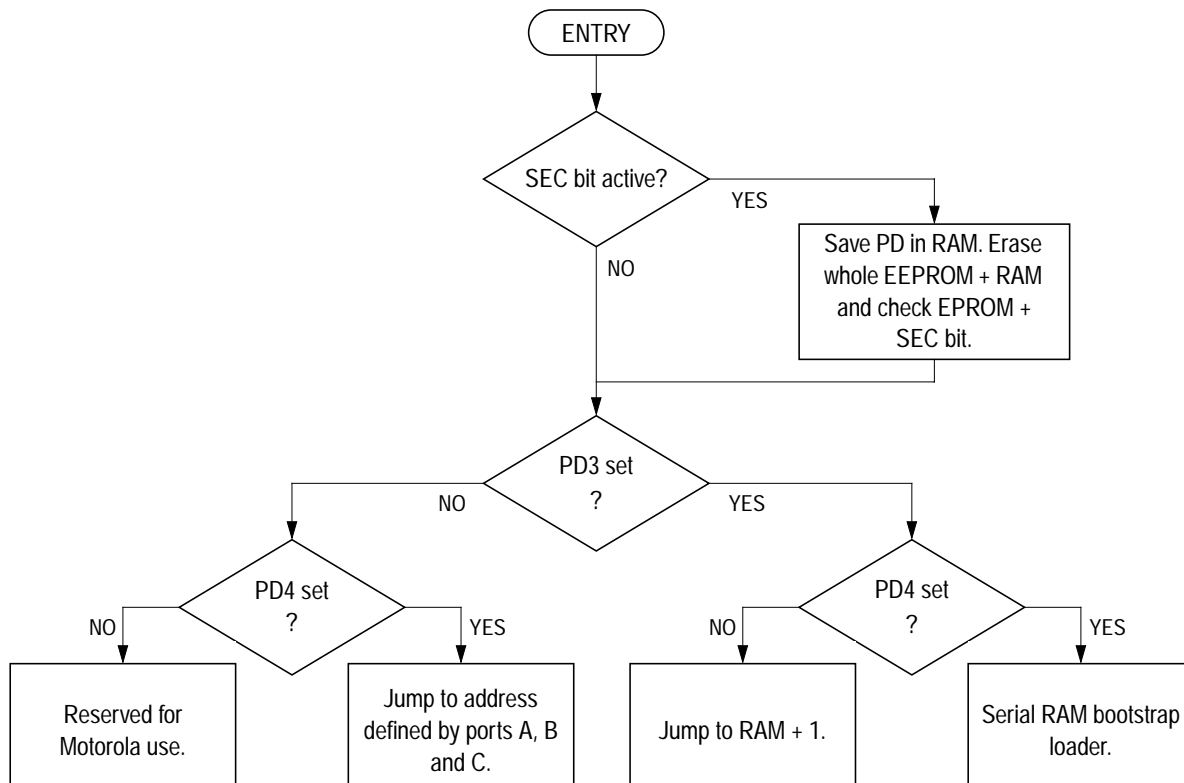 ENTRY
SEC bit active?
YES
NO
Save PD in RAM. Erase
whole EEPROM + RAM
and check EPROM +
SEC bit.
PD3 set
?
NO
YES
PD4 set
?
NO
YES
PD4 set
?
NO
YES
Reserved for
Motorola use.
Jump to address
defined by ports A, B
and C.
Jump to RAM + 1.
Serial RAM bootstrap
loader.